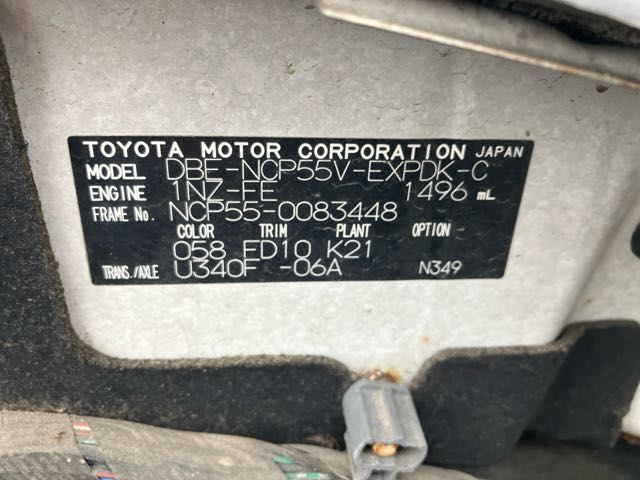 TOYOTA MOTOR CORPORATION JAPAN
MODEL DBE-NCP55V-EXPDK-C
ENGINE 1NZ-FE 1496 mL
FRAME No. NCP55-0083448
COLOR TRIM PLANT OPTION
058 FD10 K21
TRANS./AXLE U340F -06A N349